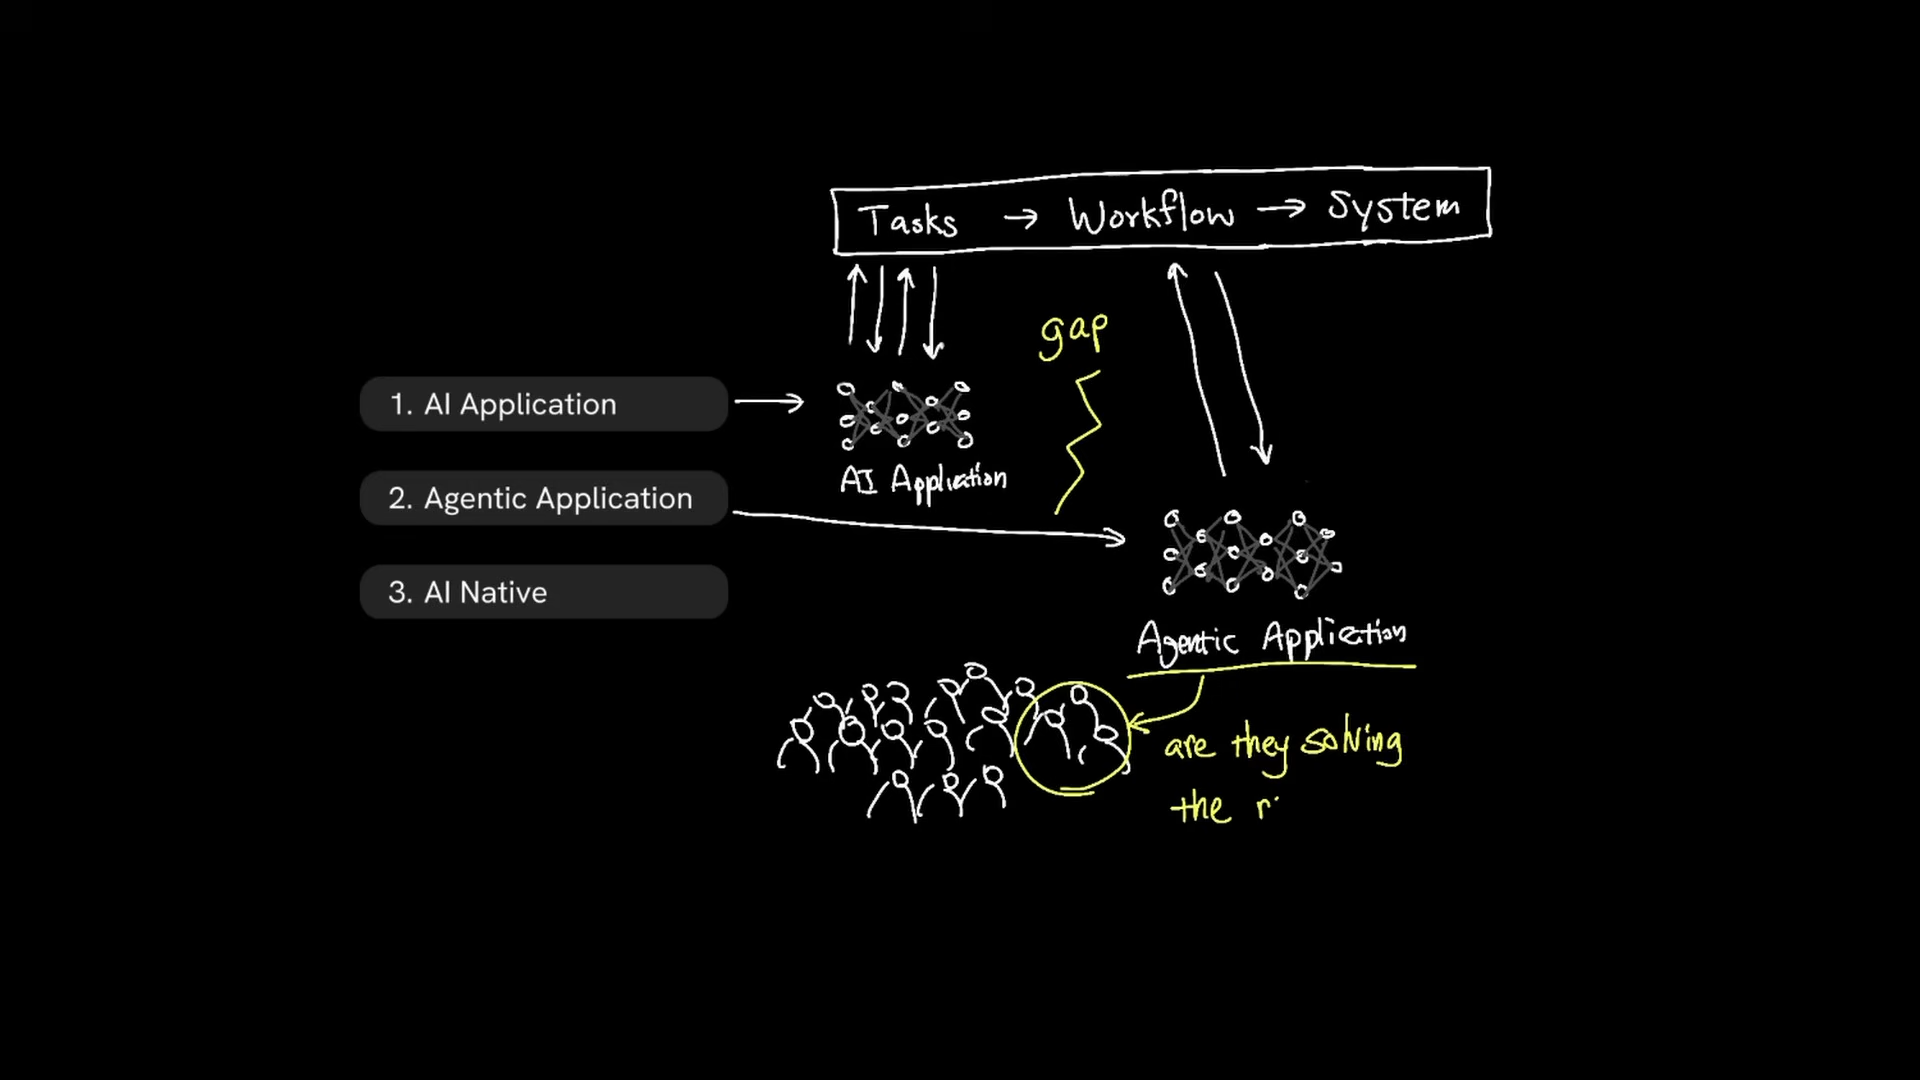 Tasks → Workflow → System
gap
1. AI Application
AI Application
2. Agentic Application
3. AI Native
Agentic Application
are they solving
the r